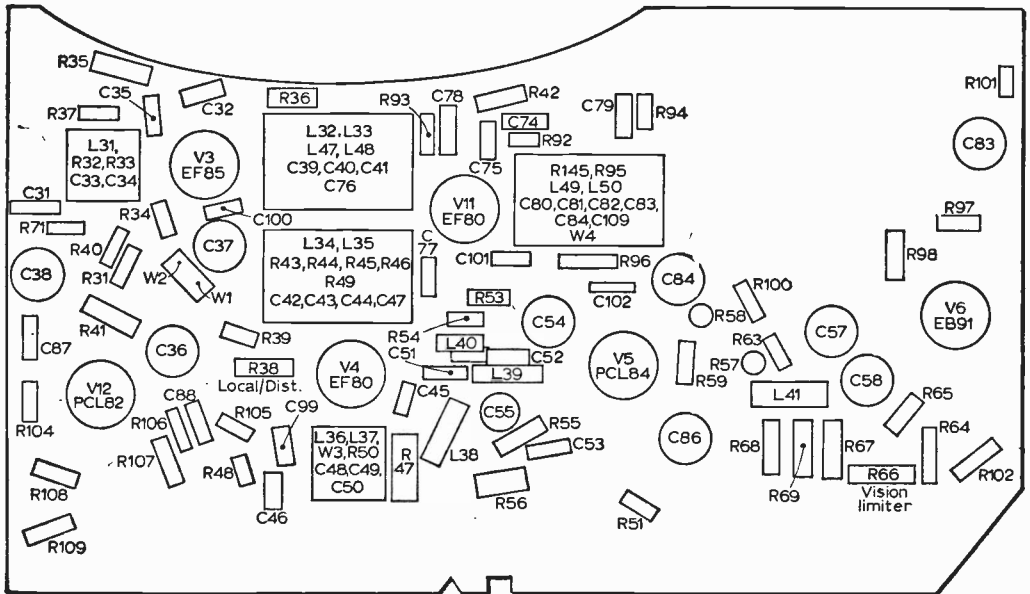 R35
C35
R37
C32
R36
R93
C78
R42
C74
R92
C75
C79
R94
R101
C83
L31,
R32,R33
C33,C34
V3
EF85
L32,L33
L47,L48
C39,C40,C41
C76
V11
EF80
R145,R95
L49,L50
C80,C81,C82,C83,
C84,C109
W4
C31
R71
R34
C100
C37
R40
R31
W2
W1
C38
L34,L35
R43,R44,R45,R46
R49
C42,C43,C44,C47
C
77
C101
R96
R97
R98
C84
C102
R53
R54
C54
R58
R100
C57
V6
EB91
R41
C87
C36
R39
R38
Local/Dist.
V4
EF80
L40
C51
C52
L39
V5
PCL84
R59
R57
R63
C58
L41
V12
PCL82
R104
C88
R106
R107
R105
C99
R48
C46
C45
L36,L37,
W3,R50
C48,C49,
C50
R
47
L38
C55
R55
C53
R56
R51
C86
R68
R69
R67
R65
R64
R66
Vision
limiter
R102
R108
R109